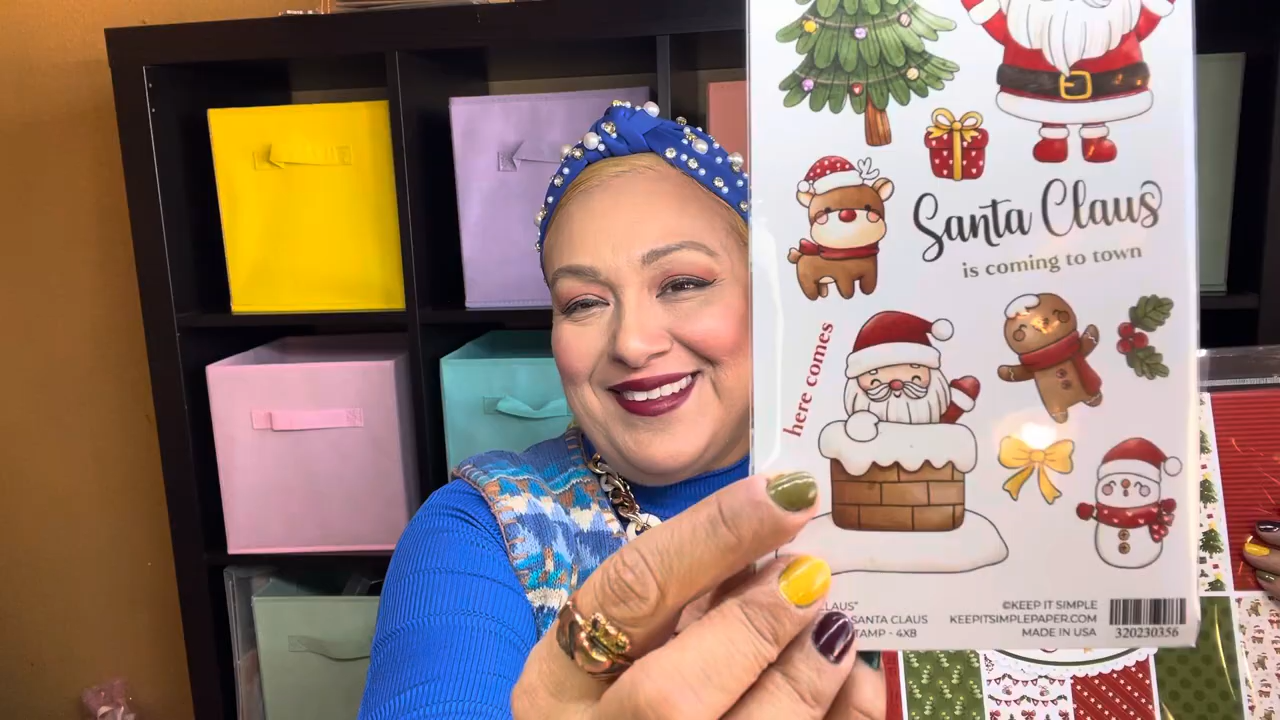 Santa Claus
is coming to town
here comes
LAUS"
SANTA CLAUS
TAMP - 4X8
©KEEP IT SIMPLE
KEEPITSIMPLEPAPER.COM
MADE IN USA
320230356